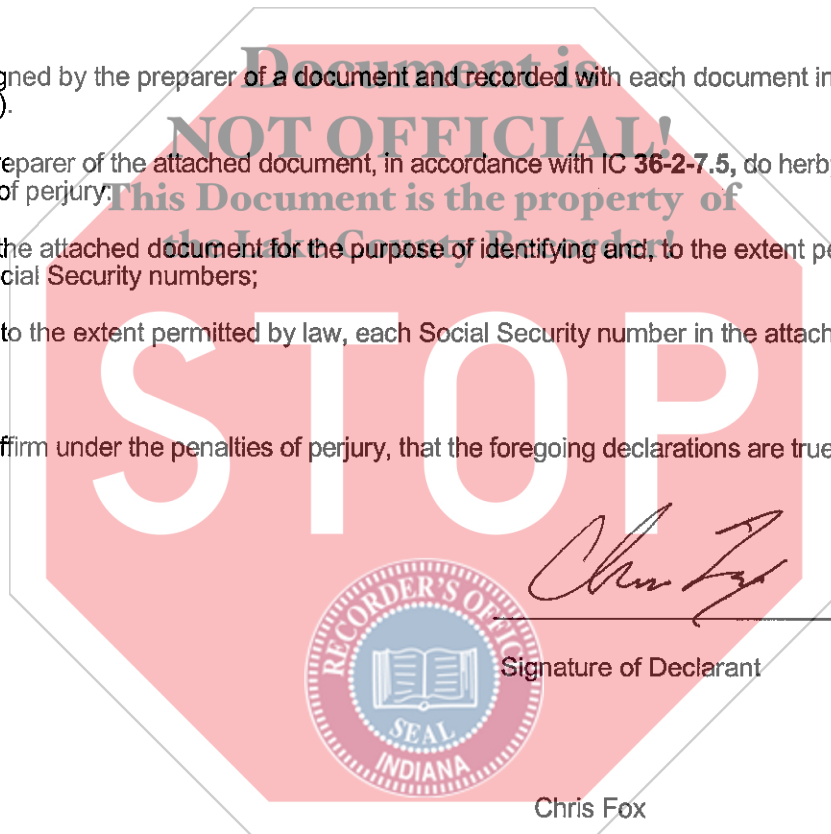 Document is
gned by the preparer of a document and recorded with each document in
).
NOT OFFICIAL!
reparer of the attached document, in accordance with IC 36-2-7.5, do herby
of perjury:
This Document is the property of
the Lake County Recorder!
the attached document for the purpose of identifying and, to the extent pe
cial Security numbers;
to the extent permitted by law, each Social Security number in the attach
STOP
ffirm under the penalties of perjury, that the foregoing declarations are true
Chris Fox
RECORDER'S OFFIC
SEAL
INDIANA
Signature of Declarant
Chris Fox